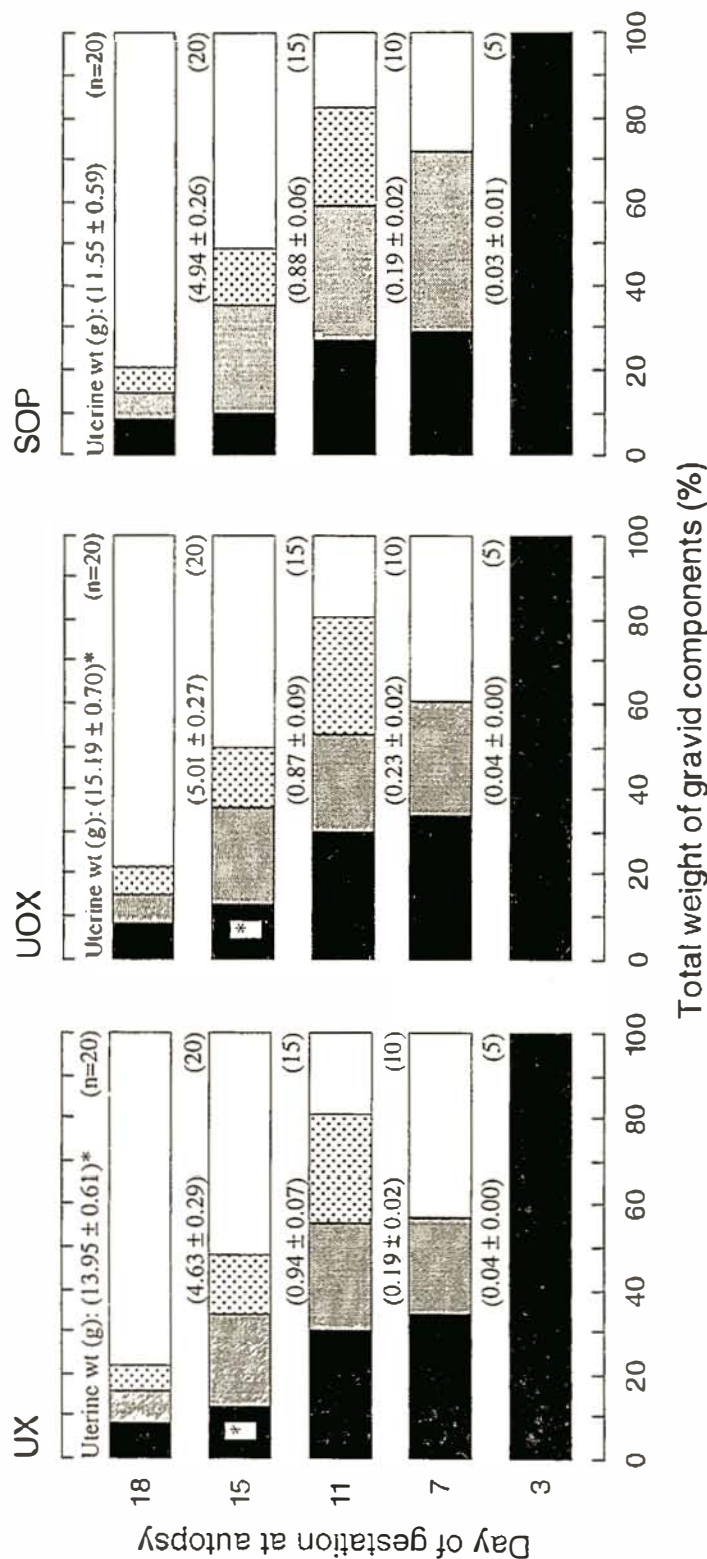 UX
UOX
SOP
Uterine wt (g): (13.95 ± 0.61)* (n=20)
Uterine wt (g): (15.19 ± 0.70)* (n=20)
Uterine wt (g): (11.55 ± 0.59) (n=20)
18
(4.63 ± 0.29) (20)
(5.01 ± 0.27) (20)
(4.94 ± 0.26) (20)
15
*
*
(0.94 ± 0.07) (15)
(0.87 ± 0.09) (15)
(0.88 ± 0.06) (15)
11
(0.19 ± 0.02) (10)
(0.23 ± 0.02) (10)
(0.19 ± 0.02) (10)
7
(0.04 ± 0.00) (5)
(0.04 ± 0.00) (5)
(0.03 ± 0.01) (5)
3
0 20 40 60 80 100
0 20 40 60 80 100
0 20 40 60 80 100
Day of gestation at autopsy
Total weight of gravid components (%)